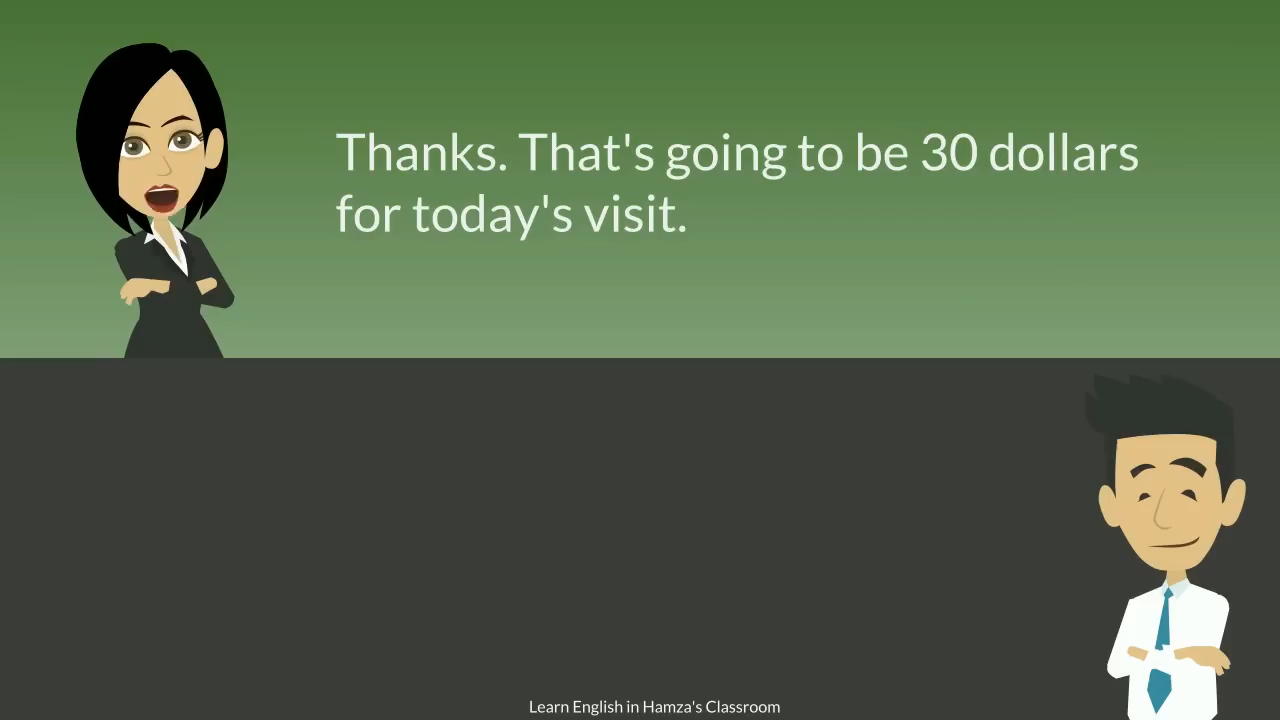 Thanks. That's going to be 30 dollars
for today's visit.
Learn English in Hamza's Classroom